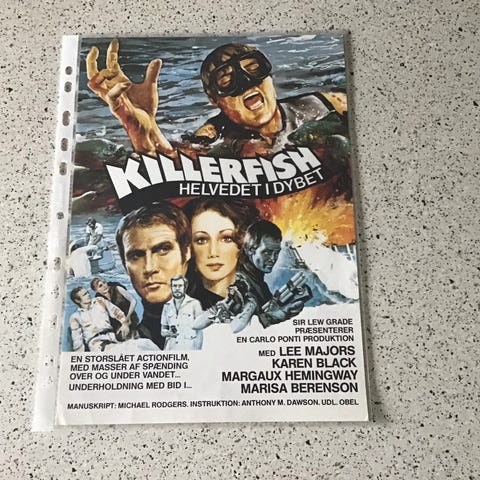 KILLERFISH
HELVEDET I DYBET
SIR LEW GRADE
PRÆSENTERER
EN CARLO PONTI PRODUKTION
MED LEE MAJORS
KAREN BLACK
MARGAUX HEMINGWAY
MARISA BERENSON
EN STORSLÅET ACTIONFILM,
MED MASSER AF SPÆNDING
OVER OG UNDER VANDET...
UNDERHOLDNING MED BID I...
MANUSKRIPT: MICHAEL RODGERS. INSTRUKTION: ANTHONY M. DAWSON. UDL. OBEL